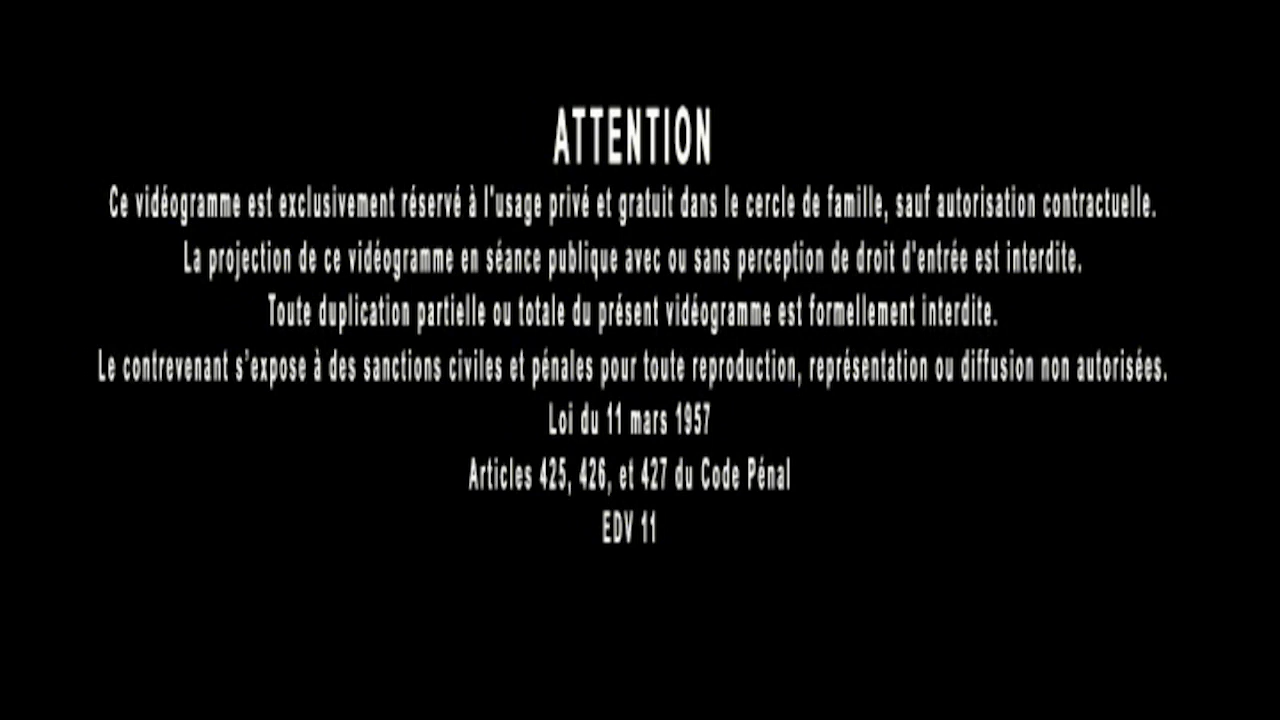 ATTENTION
Ce vidéogramme est exclusivement réservé à l'usage privé et gratuit dans le cercle de famille, sauf autorisation contractuelle.
La projection de ce vidéogramme en séance publique avec ou sans perception de droit d'entrée est interdite.
Toute duplication partielle ou totale du présent vidéogramme est formellement interdite.
Le contrevenant s'expose à des sanctions civiles et pénales pour toute reproduction, représentation ou diffusion non autorisées.
Loi du 11 mars 1957
Articles 425, 426, et 427 du Code Pénal
EDV 11